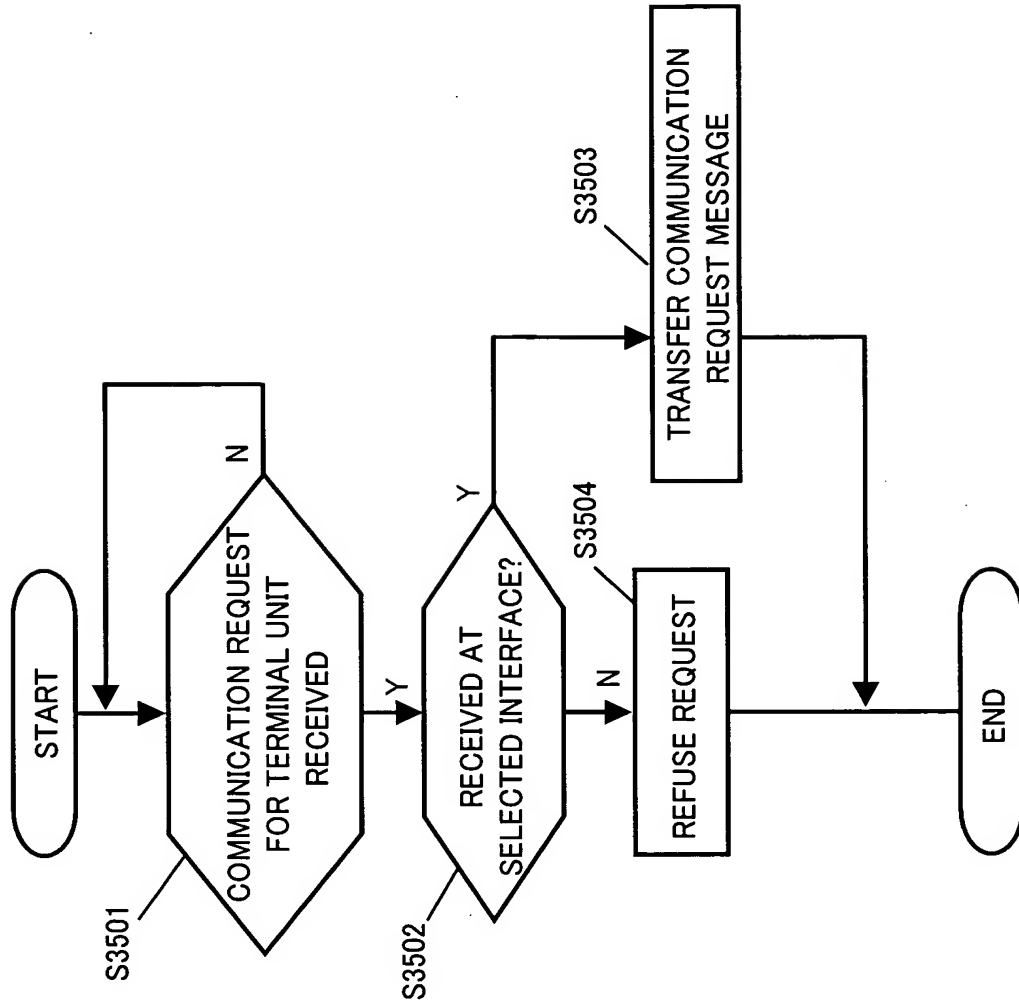 START
S3501
COMMUNICATION REQUEST
FOR TERMINAL UNIT
RECEIVED
N
Y
S3502
RECEIVED AT
SELECTED INTERFACE?
Y
N
S3503
TRANSFER COMMUNICATION
REQUEST MESSAGE
S3504
REFUSE REQUEST
END